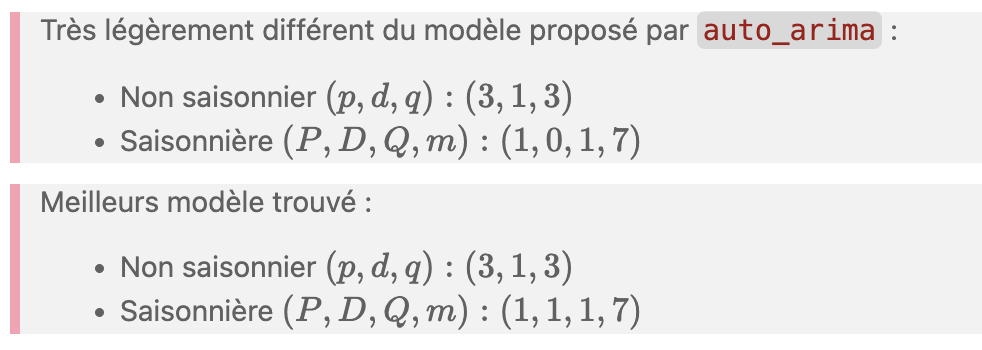 Très légèrement différent du modèle proposé par auto_arima :
• Non saisonnier (p, d, q) : (3, 1, 3)
• Saisonnière (P, D, Q, m) : (1, 0, 1, 7)
Meilleurs modèle trouvé :
• Non saisonnier (p, d, q) : (3, 1, 3)
• Saisonnière (P, D, Q, m) : (1, 1, 1, 7)